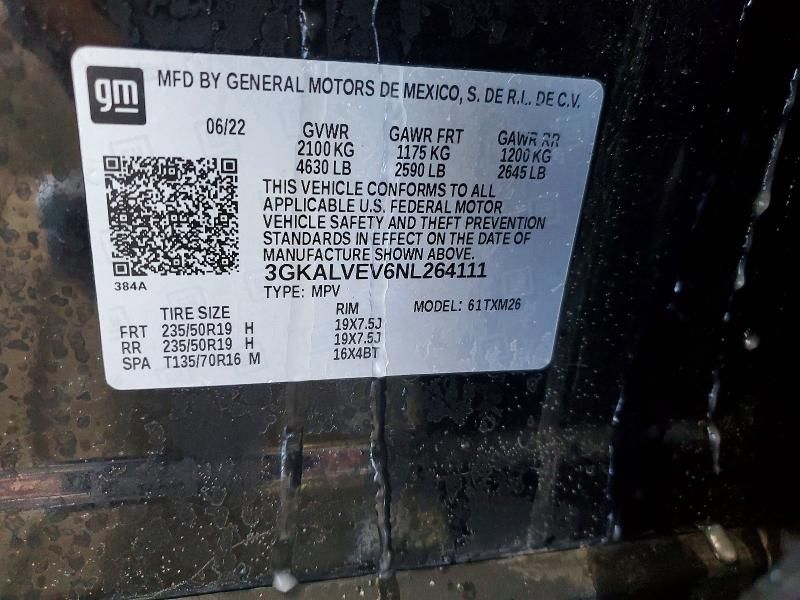 gm
MFD BY GENERAL MOTORS DE MEXICO, S. DE R.L. DE C.V.
06/22 GVWR GAWR FRT GAWR RR
2100 KG 1175 KG 1200 KG
4630 LB 2590 LB 2645 LB
THIS VEHICLE CONFORMS TO ALL
APPLICABLE U.S. FEDERAL MOTOR
VEHICLE SAFETY AND THEFT PREVENTION
STANDARDS IN EFFECT ON THE DATE OF
MANUFACTURE SHOWN ABOVE.
384A
3GKALVEV6NL264111
TYPE: MPV MODEL: 61TXM26
TIRE SIZE RIM
FRT 235/50R19 H 19X7.5J
RR 235/50R19 H 19X7.5J
SPA T135/70R16 M 16X4BT